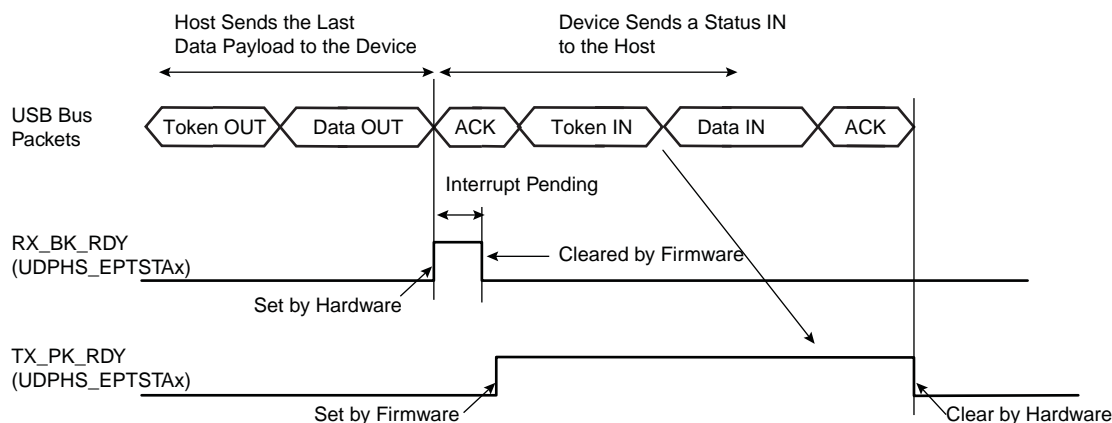 Host Sends the Last
Data Payload to the Device
Device Sends a Status IN
to the Host
USB Bus
Packets
Token OUT
Data OUT
ACK
Token IN
Data IN
ACK
Interrupt Pending
RX_BK_RDY
(UDPHS_EPTSTAx)
Cleared by Firmware
Set by Hardware
TX_PK_RDY
(UDPHS_EPTSTAx)
Set by Firmware
Clear by Hardware